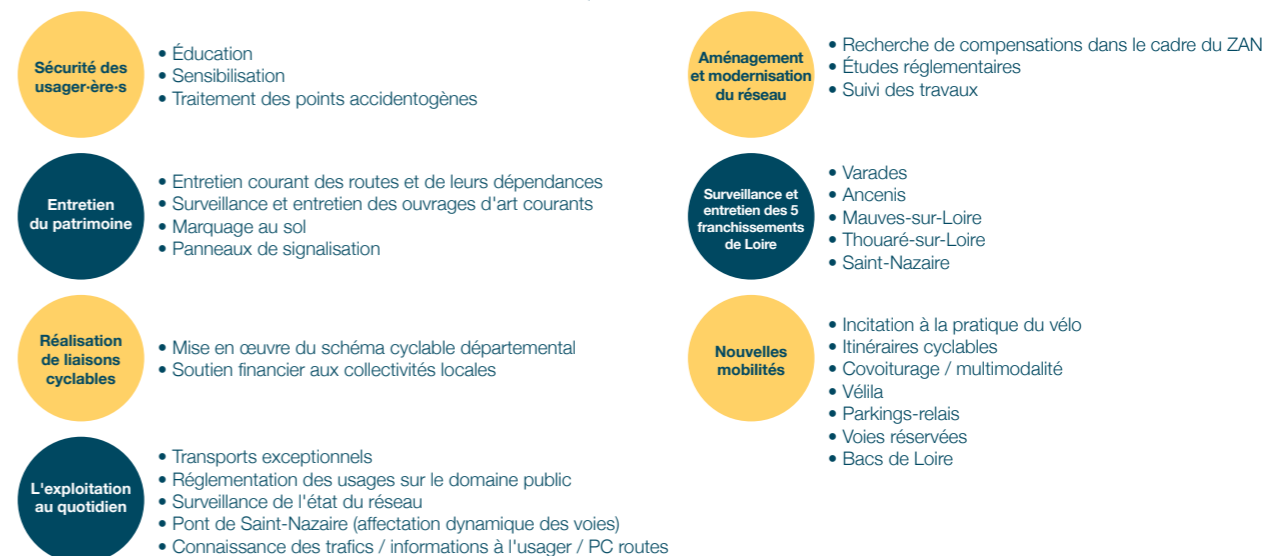 Sécurité des
usager·ère·s
• Éducation
• Sensibilisation
• Traitement des points accidentogènes
Entretien
du patrimoine
• Entretien courant des routes et de leurs dépendances
• Surveillance et entretien des ouvrages d'art courants
• Marquage au sol
• Panneaux de signalisation
Réalisation
de liaisons
cyclables
• Mise en œuvre du schéma cyclable départemental
• Soutien financier aux collectivités locales
L'exploitation
au quotidien
• Transports exceptionnels
• Réglementation des usages sur le domaine public
• Surveillance de l'état du réseau
• Pont de Saint-Nazaire (affectation dynamique des voies)
• Connaissance des trafics / informations à l'usager / PC routes
Aménagement
et modernisation
du réseau
• Recherche de compensations dans le cadre du ZAN
• Études réglementaires
• Suivi des travaux
Surveillance et
entretien des 5
franchissements
de Loire
• Varades
• Ancenis
• Mauves-sur-Loire
• Thouaré-sur-Loire
• Saint-Nazaire
Nouvelles
mobilités
• Incitation à la pratique du vélo
• Itinéraires cyclables
• Covoiturage / multimodalité
• Vélila
• Parkings-relais
• Voies réservées
• Bacs de Loire